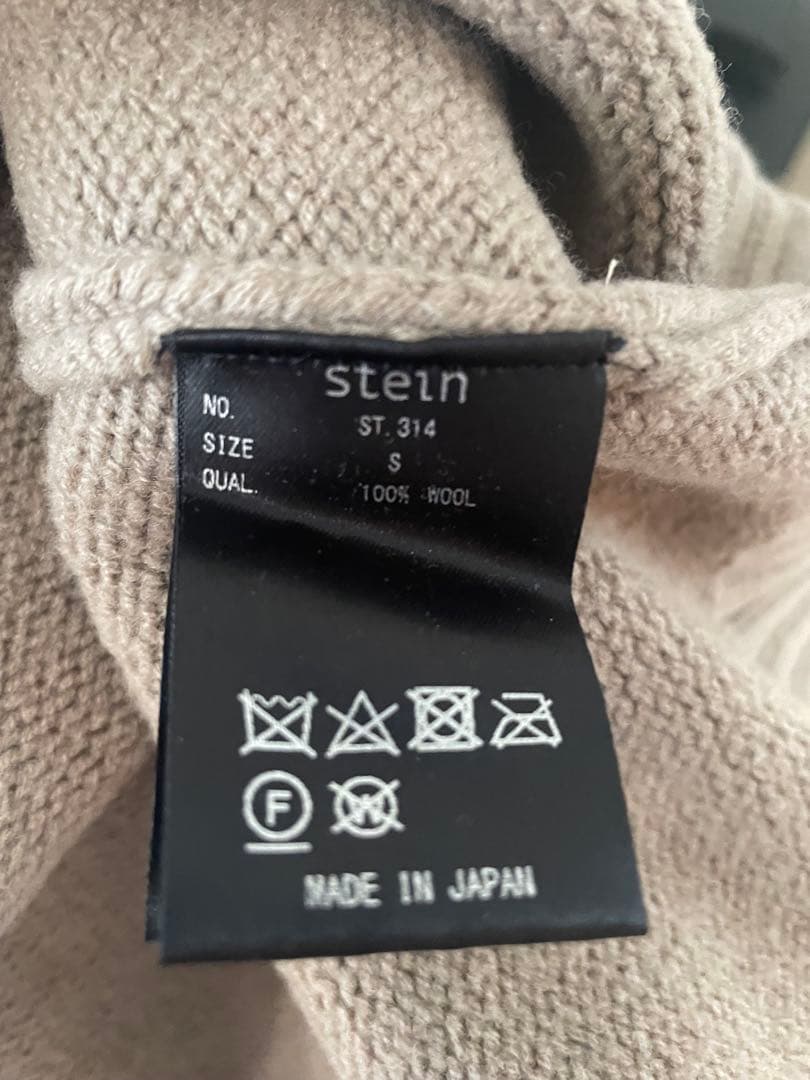 stein
NO. ST.314
SIZE S
QUAL. 100% WOOL
F W
MADE IN JAPAN